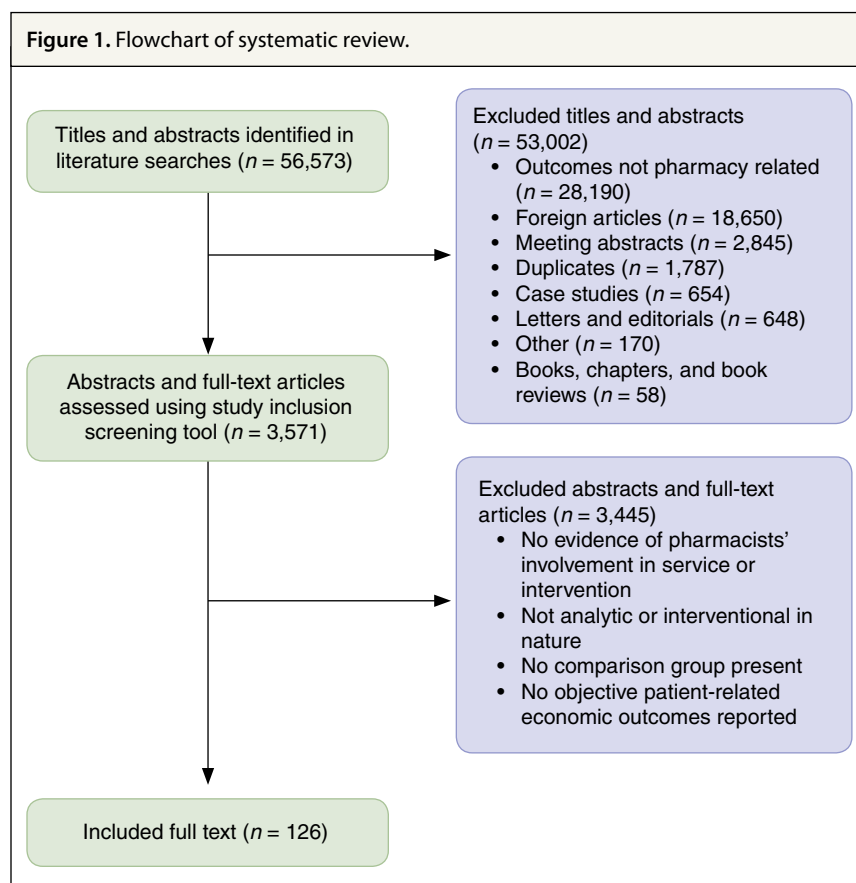 Figure 1. Flowchart of systematic review.
Titles and abstracts identified in
literature searches (n = 56,573)
Excluded titles and abstracts
(n = 53,002)
• Outcomes not pharmacy related
(n = 28,190)
• Foreign articles (n = 18,650)
• Meeting abstracts (n = 2,845)
• Duplicates (n = 1,787)
• Case studies (n = 654)
• Letters and editorials (n = 648)
• Other (n = 170)
• Books, chapters, and book
reviews (n = 58)
Abstracts and full-text articles
assessed using study inclusion
screening tool (n = 3,571)
Excluded abstracts and full-text
articles (n = 3,445)
• No evidence of pharmacists’
involvement in service or
intervention
• Not analytic or interventional in
nature
• No comparison group present
• No objective patient-related
economic outcomes reported
Included full text (n = 126)